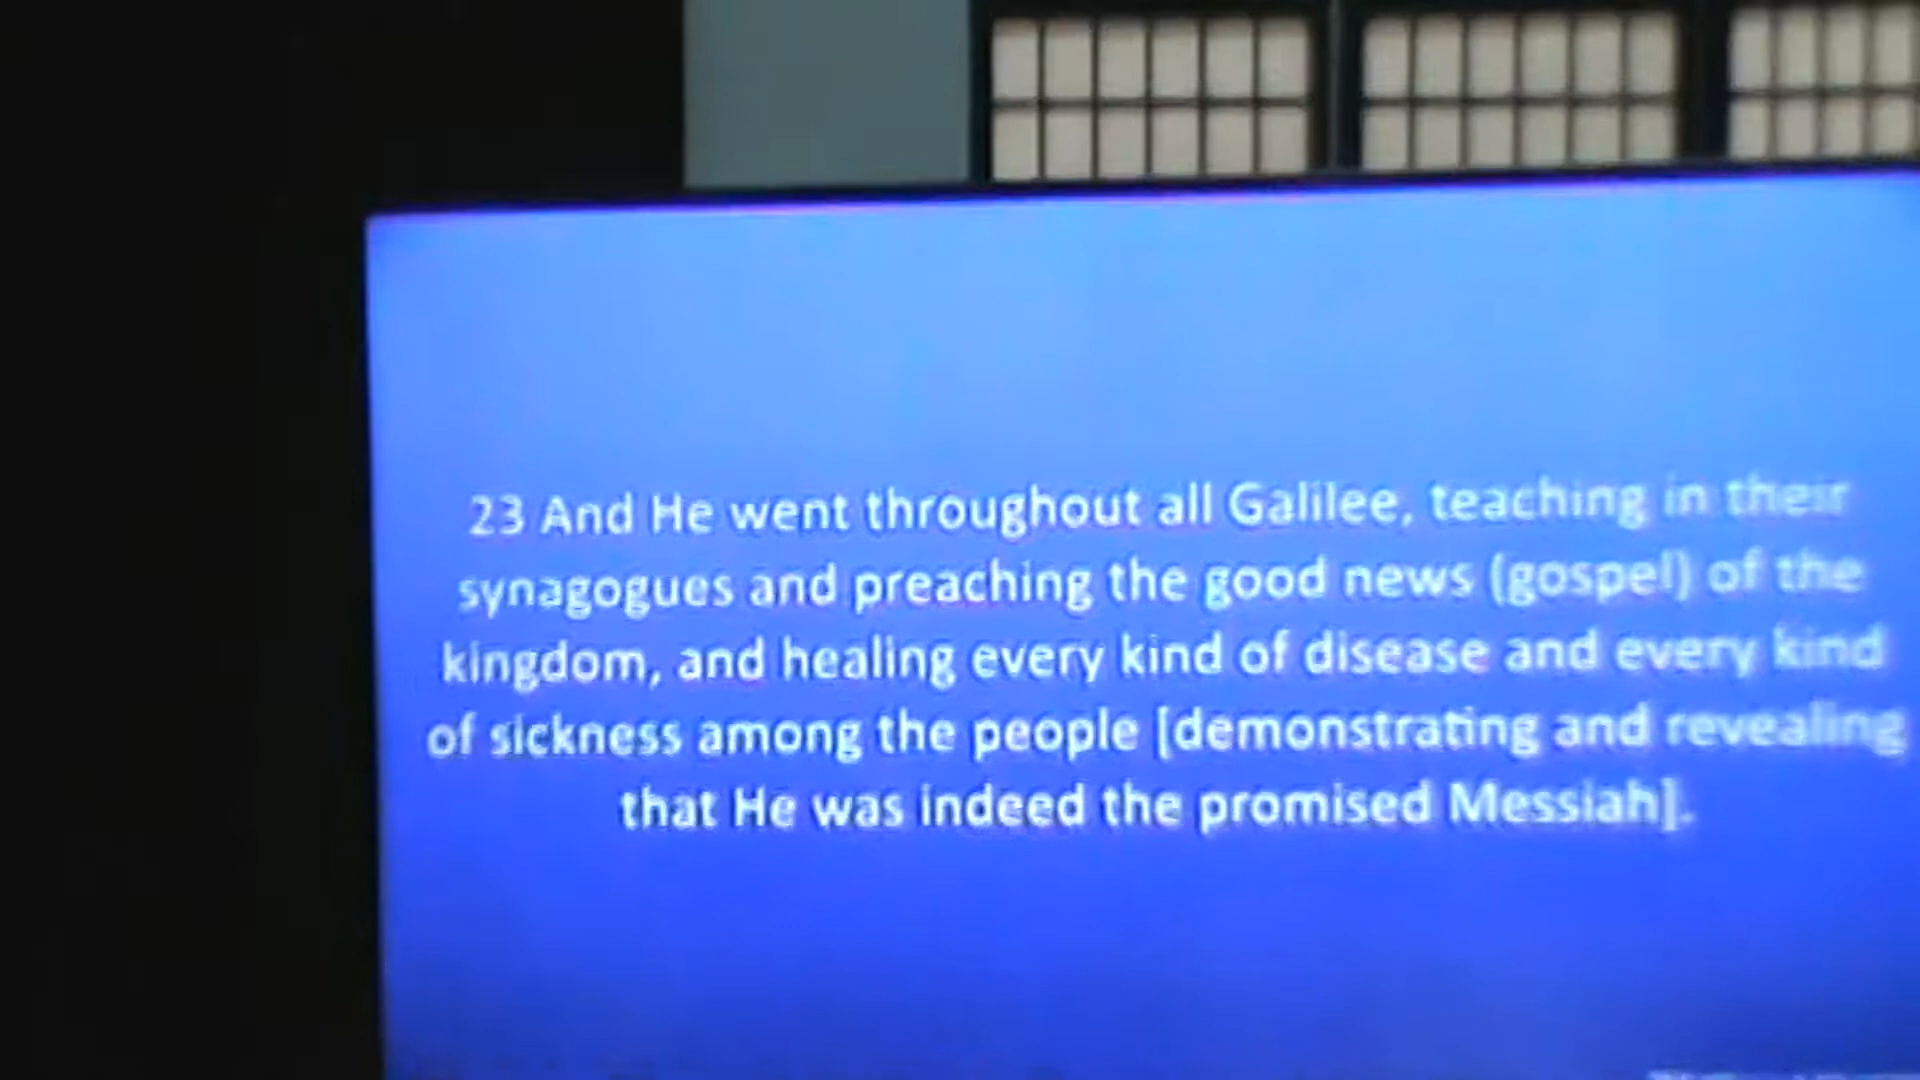 23 And He went throughout all Galilee, teaching in their
synagogues and preaching the good news (gospel) of the
kingdom, and healing every kind of disease and every kind
of sickness among the people [demonstrating and revealing
that He was indeed the promised Messiah].